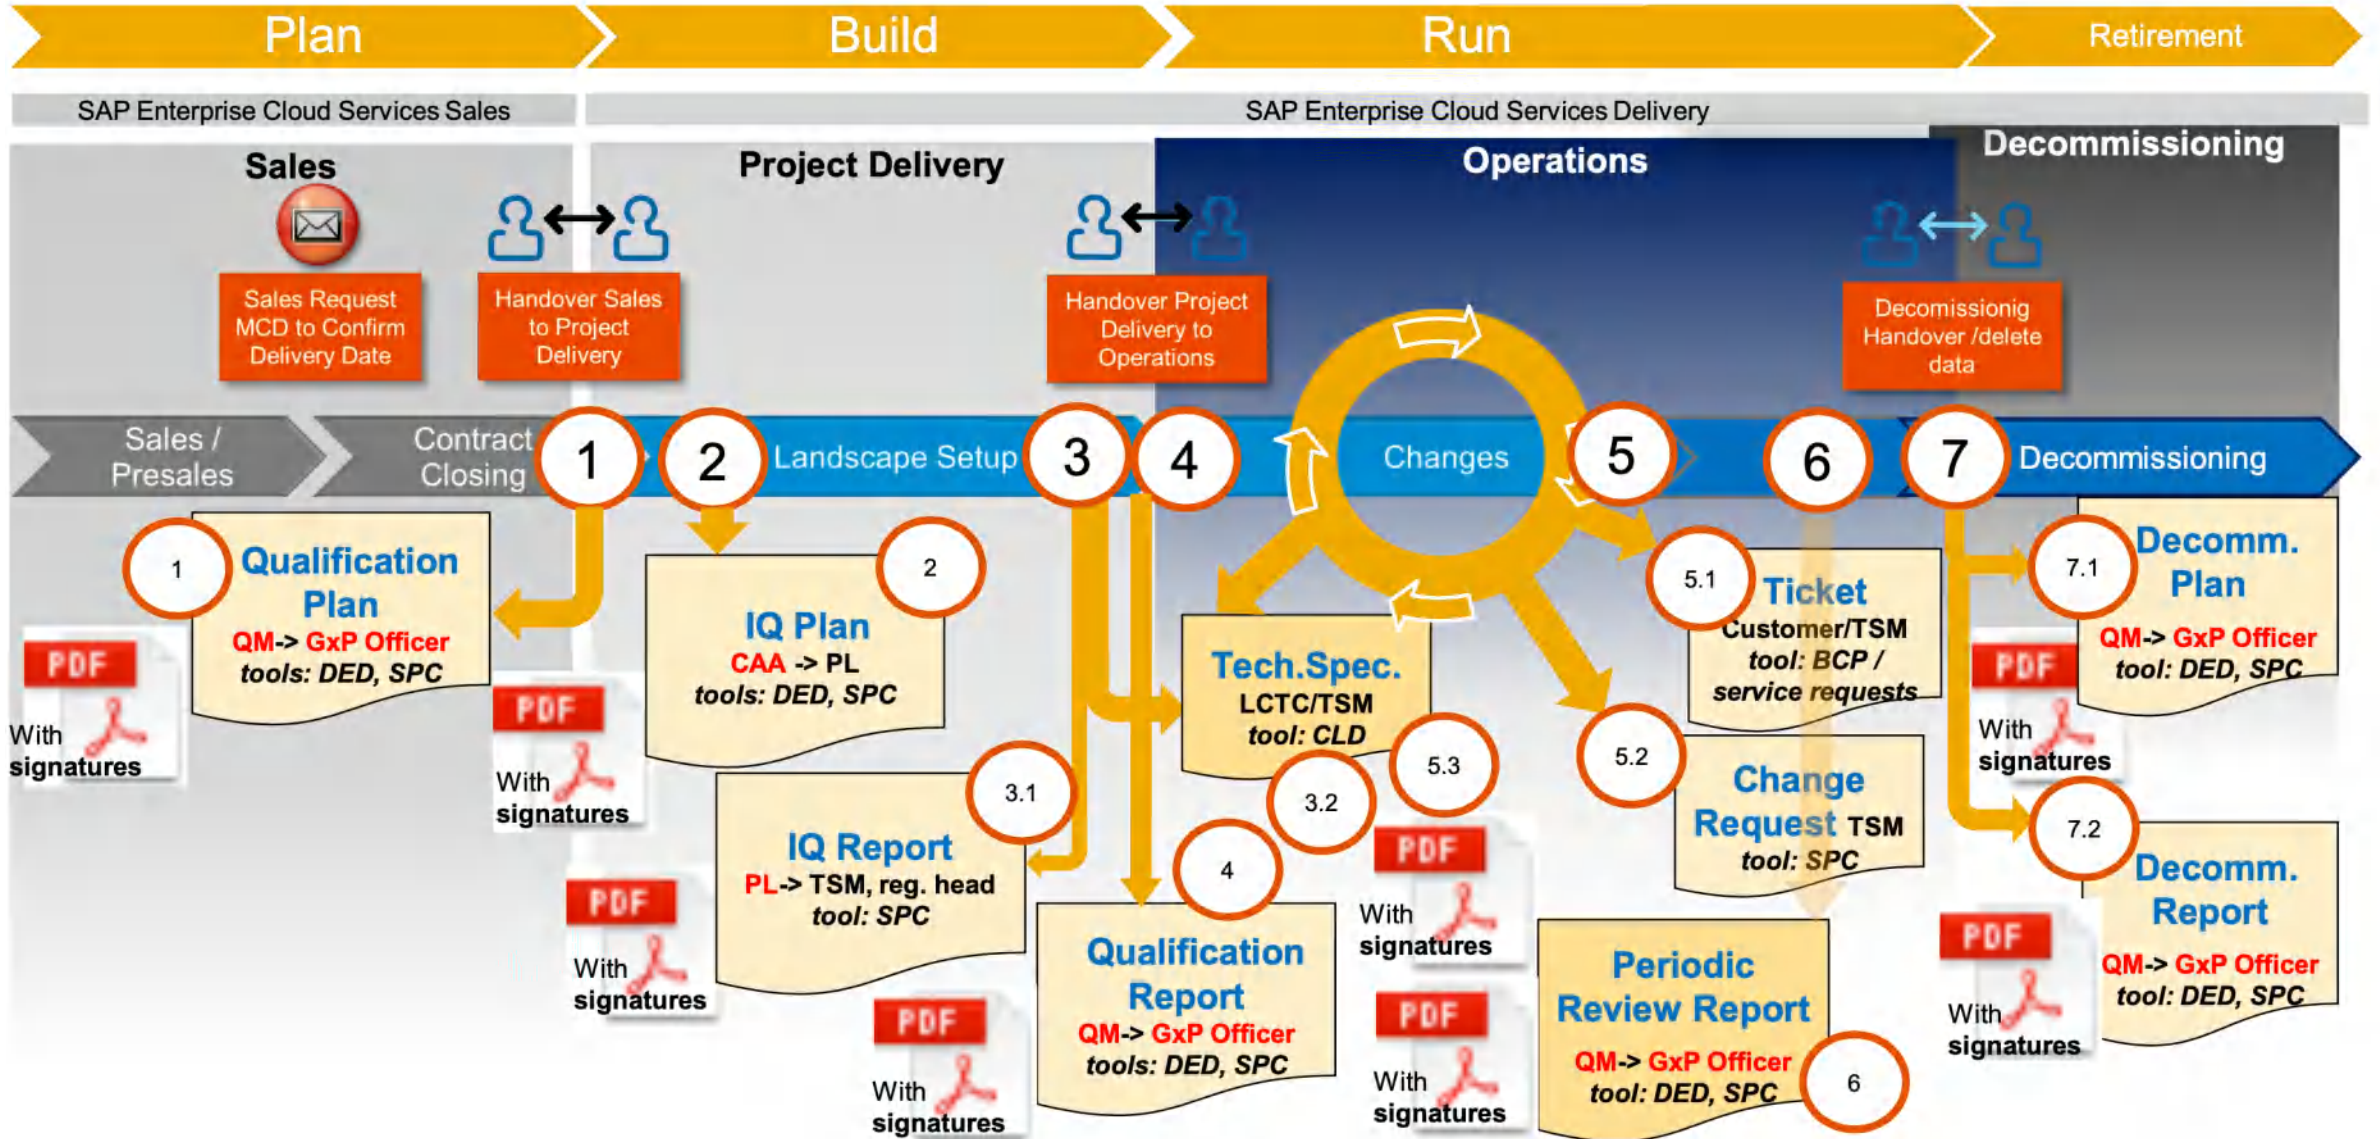 Plan
Build
Run
Retirement
SAP Enterprise Cloud Services Sales
SAP Enterprise Cloud Services Delivery
Sales
Project Delivery
Operations
Decommissioning
Sales Request
MCD to Confirm
Delivery Date
Handover Sales
to Project
Delivery
Handover Project
Delivery to
Operations
Decomissionig
Handover /delete
data
Sales /
Presales
Contract
Closing
1
2
Landscape Setup
3
4
Changes
5
6
7
Decommissioning
1
Qualification
Plan
QM-> GxP Officer
tools: DED, SPC
PDF
With
signatures
2
IQ Plan
CAA -> PL
tools: DED, SPC
PDF
With
signatures
3.1
IQ Report
PL-> TSM, reg. head
tool: SPC
PDF
With
signatures
Tech.Spec.
LCTC/TSM
tool: CLD
3.2
5.3
PDF
With
signatures
4
Qualification
Report
QM-> GxP Officer
tools: DED, SPC
PDF
With
signatures
5.1
Ticket
Customer/TSM
tool: BCP /
service requests
5.2
Change
Request TSM
tool: SPC
Periodic
Review Report
QM-> GxP Officer
tool: DED, SPC
6
PDF
With
signatures
7.1
Decomm.
Plan
QM-> GxP Officer
tool: DED, SPC
PDF
With
signatures
7.2
Decomm.
Report
QM-> GxP Officer
tool: DED, SPC
PDF
With
signatures